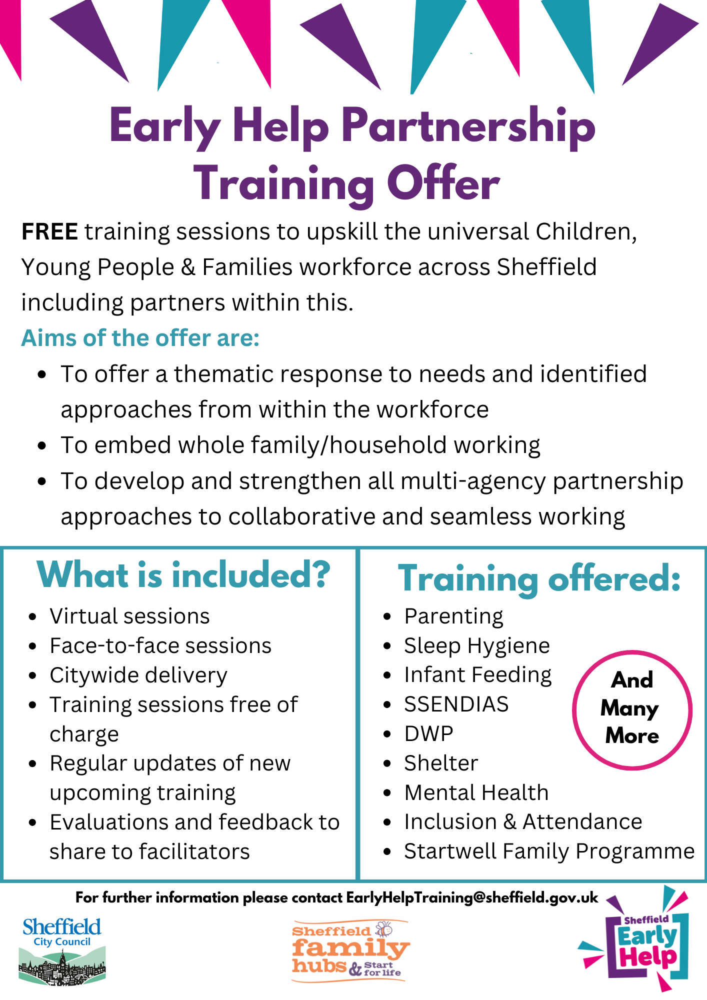 Early Help Partnership
Training Offer
FREE training sessions to upskill the universal Children,
Young People & Families workforce across Sheffield
including partners within this.
Aims of the offer are:
• To offer a thematic response to needs and identified
approaches from within the workforce
• To embed whole family/household working
• To develop and strengthen all multi-agency partnership
approaches to collaborative and seamless working
What is included?
• Virtual sessions
• Face-to-face sessions
• Citywide delivery
• Training sessions free of
charge
• Regular updates of new
upcoming training
• Evaluations and feedback to
share to facilitators
Training offered:
• Parenting
• Sleep Hygiene
• Infant Feeding
• SSENDIAS
• DWP
• Shelter
• Mental Health
• Inclusion & Attendance
• Startwell Family Programme
And
Many
More
For further information please contact EarlyHelpTraining@sheffield.gov.uk
Sheffield
City Council
Sheffield
family
hubs & Start
for life
Sheffield
Early
Help